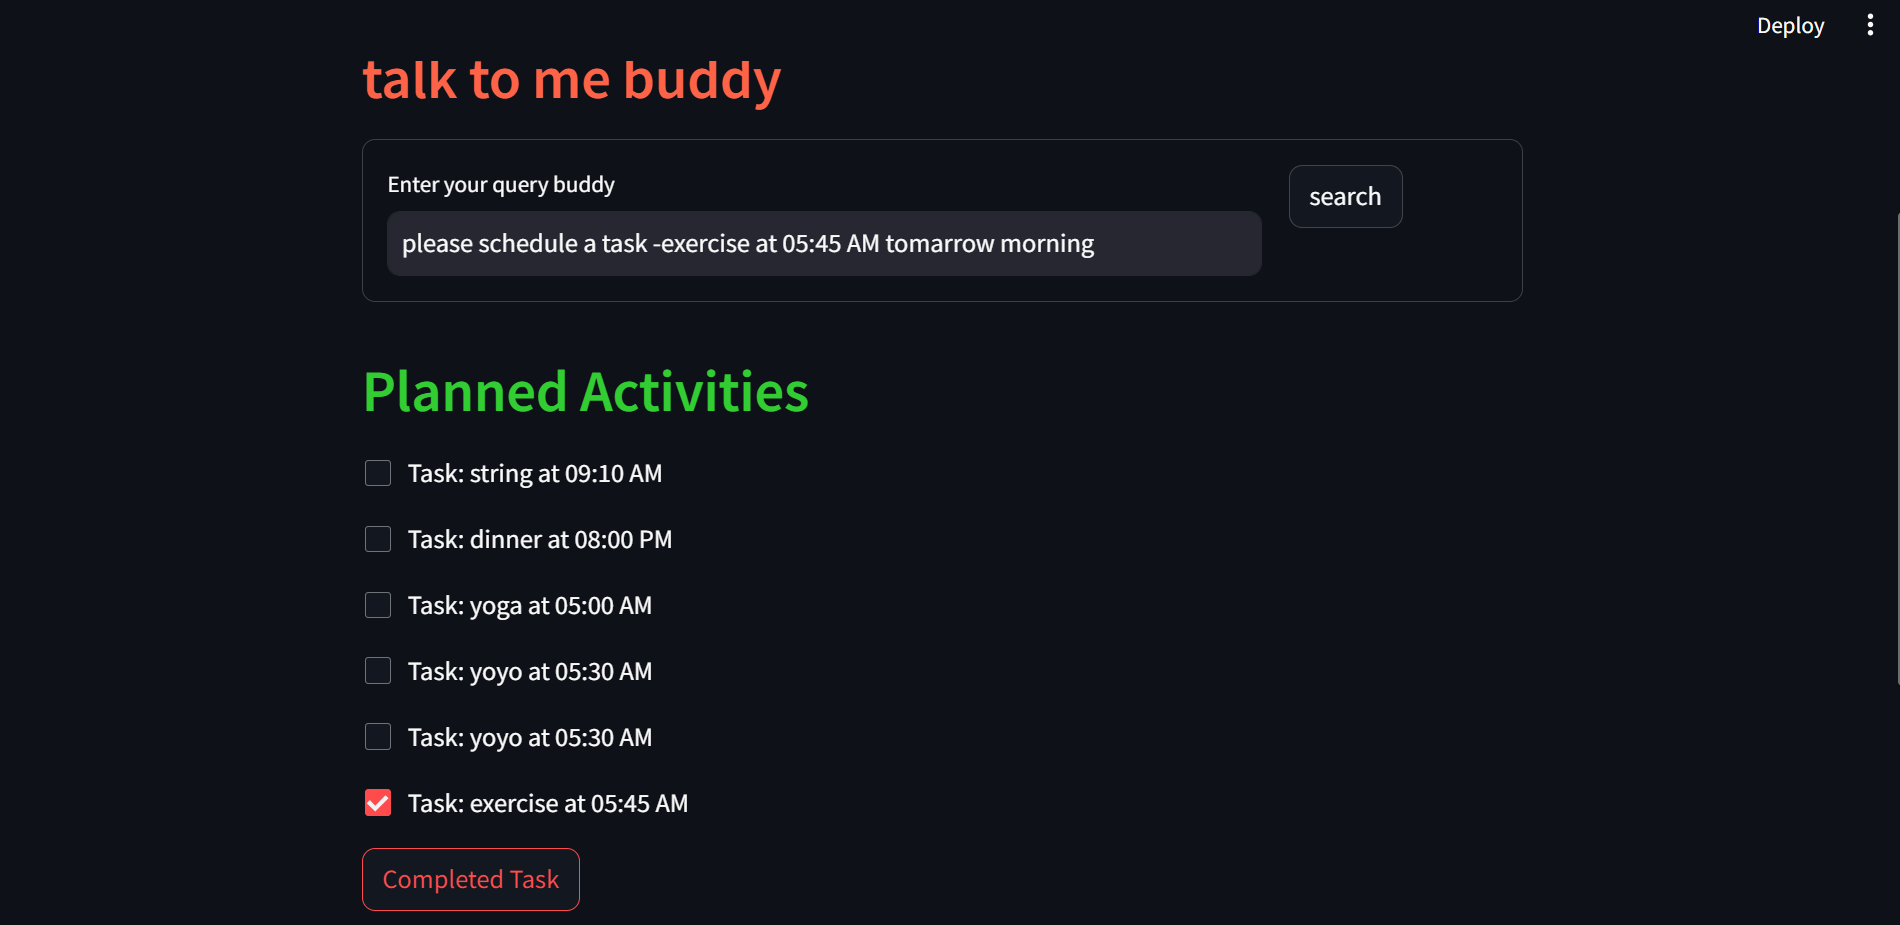 Deploy
talk to me buddy
Enter your query buddy
search
please schedule a task -exercise at 05:45 AM tomarrow morning
Planned Activities
Task: string at 09:10 AM
Task: dinner at 08:00 PM
Task: yoga at 05:00 AM
Task: yoyo at 05:30 AM
Task: yoyo at 05:30 AM
Task: exercise at 05:45 AM
Completed Task